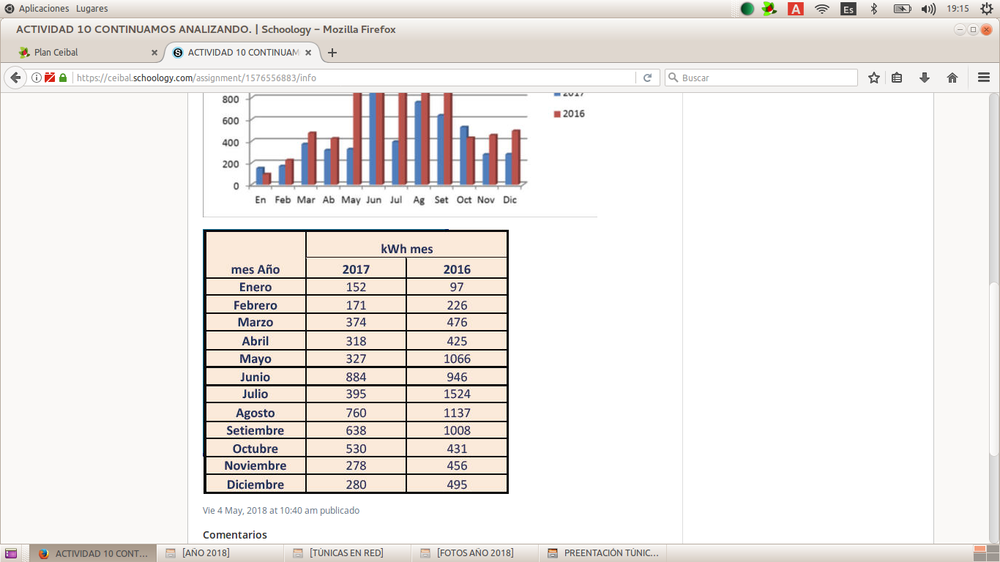 Aplicaciones Lugares A Es 19:15
ACTIVIDAD 10 CONTINUAMOS ANALIZANDO. | Schoology - Mozilla Firefox
Plan Ceibal × S ACTIVIDAD 10 CONTINUAM × +
https://ceibal.schoology.com/assignment/1576556883/info Buscar
800 2017
600 2016
400
200
0
En Feb Mar Ab May Jun Jul Ag Set Oct Nov Dic
kWh mes
mes Año 2017 2016
Enero 152 97
Febrero 171 226
Marzo 374 476
Abril 318 425
Mayo 327 1066
Junio 884 946
Julio 395 1524
Agosto 760 1137
Setiembre 638 1008
Octubre 530 431
Noviembre 278 456
Diciembre 280 495
Vie 4 May, 2018 at 10:40 am publicado
Comentarios
ACTIVIDAD 10 CONT... [AÑO 2018] [TÚNICAS EN RED] [FOTOS AÑO 2018] PREENTACIÓN TÚNIC...